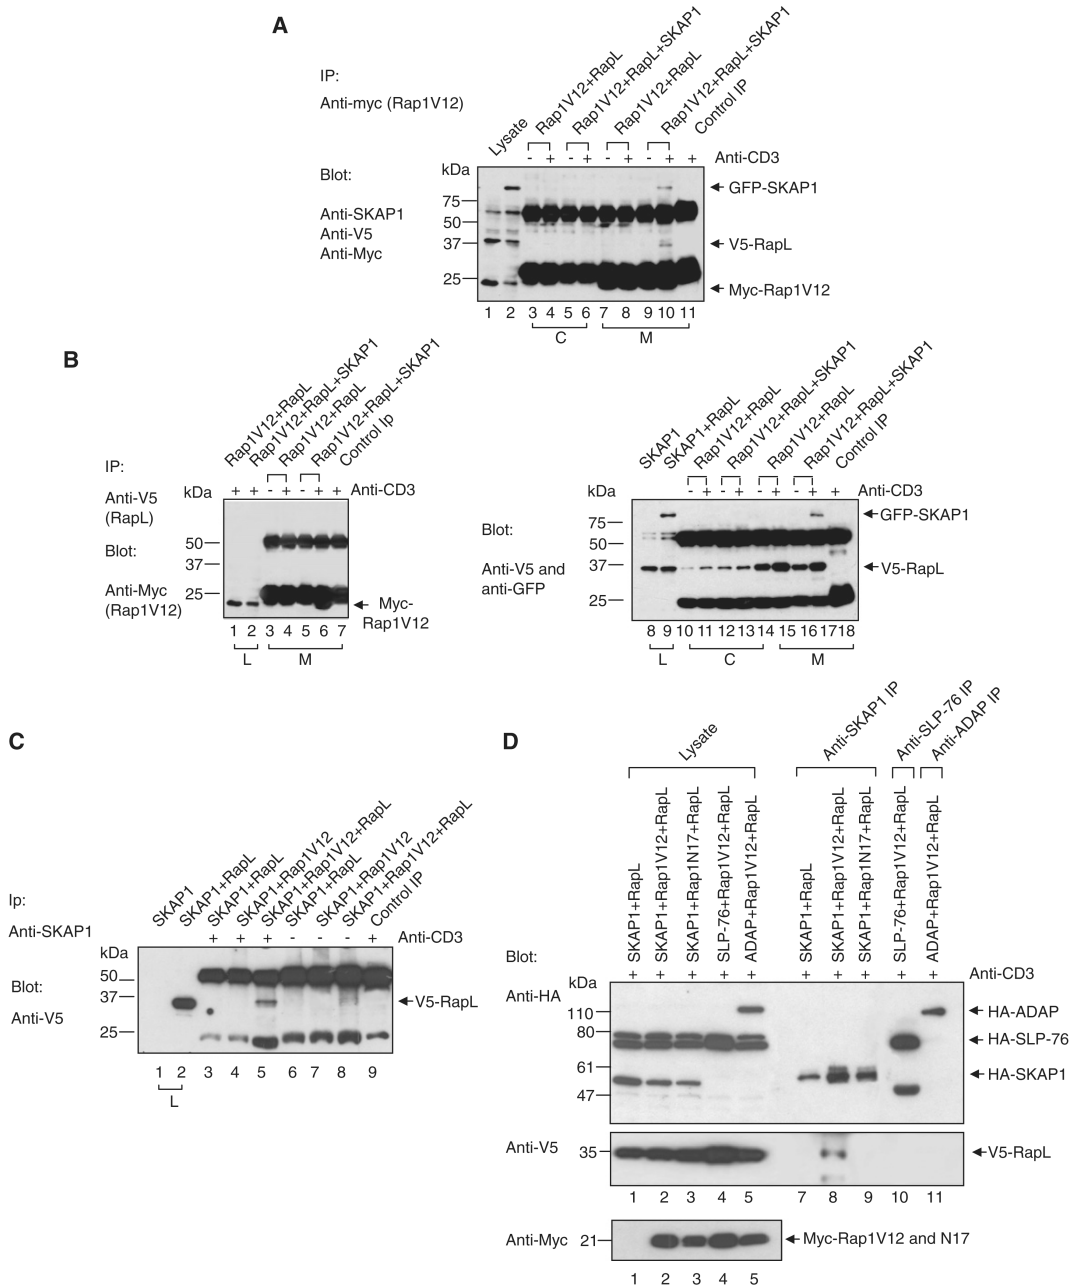 A
IP:
Anti-myc (Rap1V12)
Lysate
Rap1V12+RapL
Rap1V12+RapL+SKAP1
Rap1V12+RapL
Rap1V12+RapL+SKAP1
Control IP
- + - + - + - + + Anti-CD3
Blot:
Anti-SKAP1
Anti-V5
Anti-Myc
kDa
75
50
37
25
GFP-SKAP1
V5-RapL
Myc-Rap1V12
1 2 3 4 5 6 7 8 9 10 11
C M
B
Rap1V12+RapL
Rap1V12+RapL+SKAP1
Rap1V12+RapL
Rap1V12+RapL+SKAP1
Control Ip
IP:
Anti-V5
(RapL)
Blot:
Anti-Myc
(Rap1V12)
+ + - + - + + Anti-CD3
kDa
50
37
25
Myc-
Rap1V12
1 2 3 4 5 6 7
L M
SKAP1
SKAP1+RapL
Rap1V12+RapL
Rap1V12+RapL+SKAP1
Rap1V12+RapL
Rap1V12+RapL+SKAP1
Control IP
- + - + - + - + + Anti-CD3
Blot:
Anti-V5 and
anti-GFP
kDa
75
50
37
25
GFP-SKAP1
V5-RapL
8 9 10 11 12 13 14 15 16 17 18
L C M
C
SKAP1
SKAP1+RapL
SKAP1+RapL
SKAP1+Rap1V12
SKAP1+Rap1V12+RapL
SKAP1+RapL
SKAP1+Rap1V12
SKAP1+Rap1V12+RapL
Control IP
Ip:
Anti-SKAP1
+ + + - - - + Anti-CD3
Blot:
Anti-V5
kDa
50
37
25
V5-RapL
1 2 3 4 5 6 7 8 9
L
D
Lysate
Anti-SKAP1 IP
Anti-SLP-76 IP
Anti-ADAP IP
SKAP1+RapL
SKAP1+Rap1V12+RapL
SKAP1+Rap1N17+RapL
SLP-76+Rap1V12+RapL
ADAP+Rap1V12+RapL
SKAP1+RapL
SKAP1+Rap1V12+RapL
SKAP1+Rap1N17+RapL
SLP-76+Rap1V12+RapL
ADAP+Rap1V12+RapL
Blot:
+ + + + + + + + + + Anti-CD3
Anti-HA
kDa
110
80
61
47
HA-ADAP
HA-SLP-76
HA-SKAP1
Anti-V5 35 V5-RapL
1 2 3 4 5 7 8 9 10 11
Anti-Myc 21 Myc-Rap1V12 and N17
1 2 3 4 5